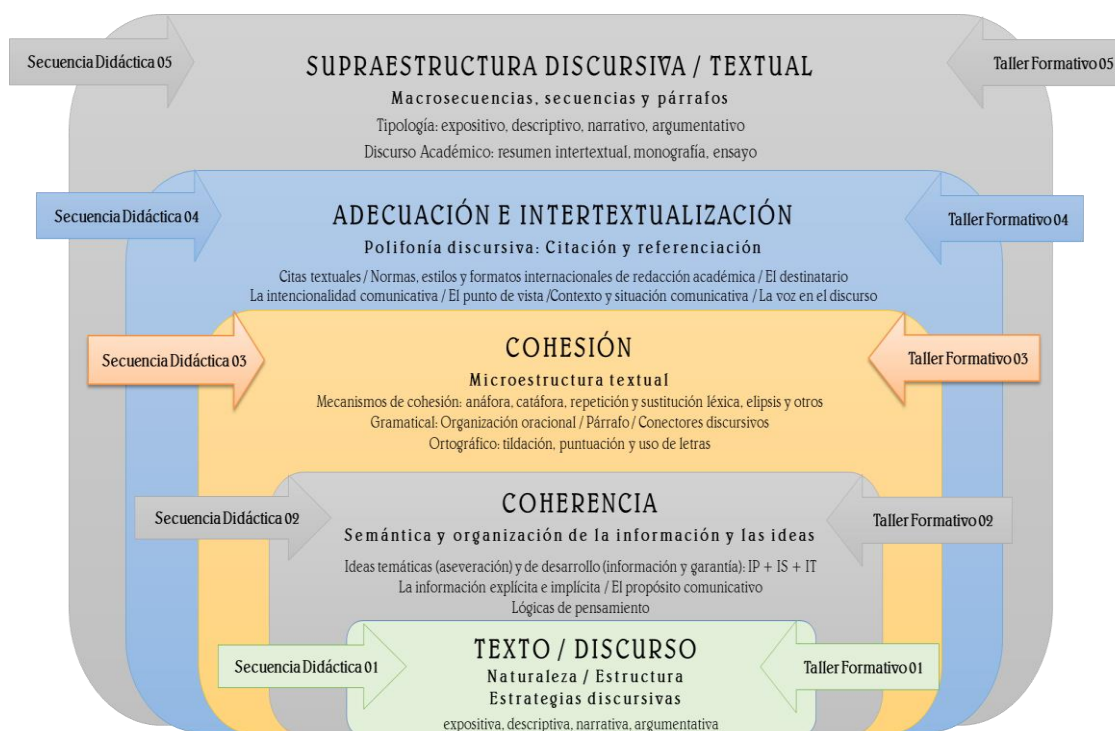 Secuencia Didáctica 05
Taller Formativo 05
SUPRAESTRUCTURA DISCURSIVA / TEXTUAL
Macrosecuencias, secuencias y párrafos
Tipología: expositivo, descriptivo, narrativo, argumentativo
Discurso Académico: resumen intertextual, monografía, ensayo
Secuencia Didáctica 04
Taller Formativo 04
ADECUACIÓN E INTERTEXTUALIZACIÓN
Polifonía discursiva: Citación y referenciación
Citas textuales / Normas, estilos y formatos internacionales de redacción académica / El destinatario
La intencionalidad comunicativa / El punto de vista /Contexto y situación comunicativa / La voz en el discurso
Secuencia Didáctica 03
Taller Formativo 03
COHESIÓN
Microestructura textual
Mecanismos de cohesión: anáfora, catáfora, repetición y sustitución léxica, elipsis y otros
Gramatical: Organización oracional / Párrafo / Conectores discursivos
Ortográfico: tildación, puntuación y uso de letras
Secuencia Didáctica 02
Taller Formativo 02
COHERENCIA
Semántica y organización de la información y las ideas
Ideas temáticas (aseveración) y de desarrollo (información y garantía): IP + IS + IT
La información explícita e implícita / El propósito comunicativo
Lógicas de pensamiento
Secuencia Didáctica 01
Taller Formativo 01
TEXTO / DISCURSO
Naturaleza / Estructura
Estrategias discursivas
expositiva, descriptiva, narrativa, argumentativa